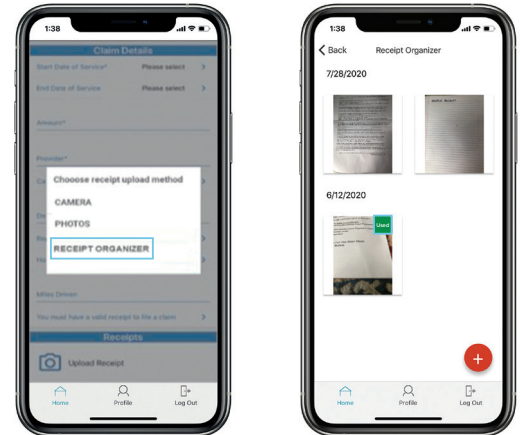 1:38
Claim Details
Start Date of Service* Please select
End Date of Service Please select
Amount*
Provider*
Chooose receipt upload method
CAMERA
PHOTOS
RECEIPT ORGANIZER
Miles Driven
You must have a valid receipt to file a claim
Receipts
Upload Receipt
Home Profile Log Out
1:38
Back Receipt Organizer
7/28/2020
6/12/2020
Used
+
Home Profile Log Out